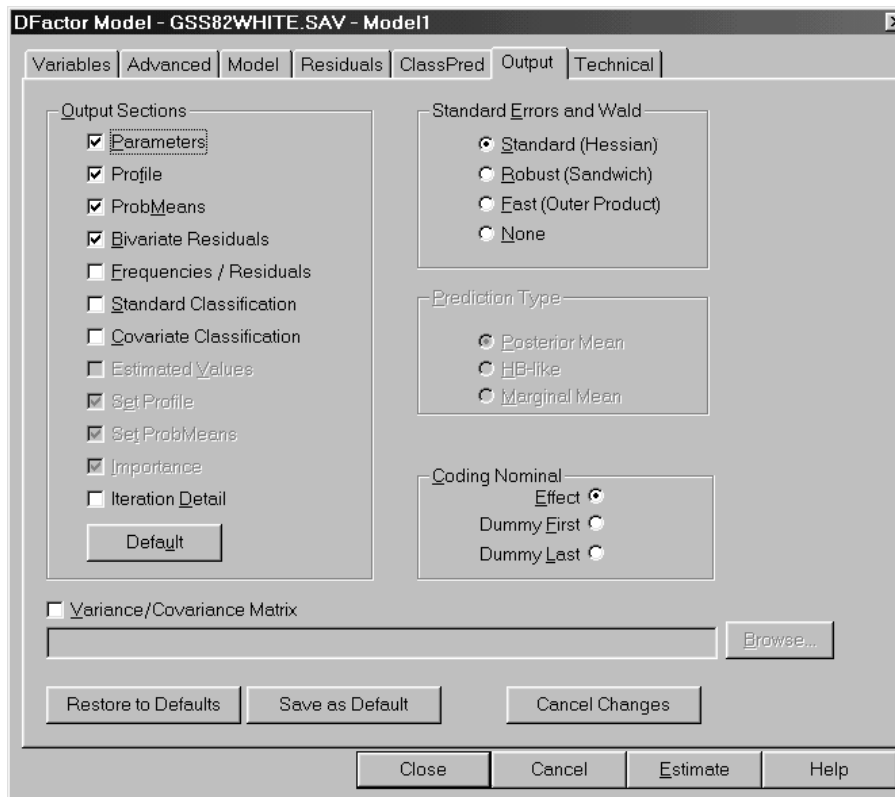 DFactor Model - GSS82WHITE.SAV - Model1
Variables Advanced Model Residuals ClassPred Output Technical
Output Sections
Parameters
Profile
ProbMeans
Bivariate Residuals
Frequencies / Residuals
Standard Classification
Covariate Classification
Estimated Values
Set Profile
Set ProbMeans
Importance
Iteration Detail
Default
Standard Errors and Wald
Standard (Hessian)
Robust (Sandwich)
Fast (Outer Product)
None
Prediction Type
Posterior Mean
HB-like
Marginal Mean
Coding Nominal
Effect
Dummy First
Dummy Last
Variance/Covariance Matrix
Browse...
Restore to Defaults Save as Default Cancel Changes
Close Cancel Estimate Help